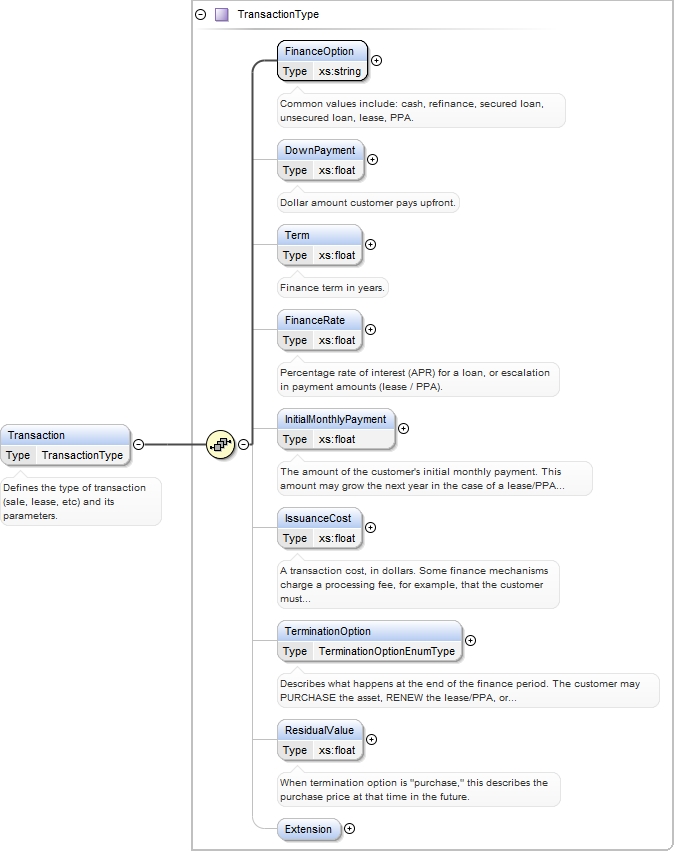 TransactionType
FinanceOption
Type xs:string
Common values include: cash, refinance, secured loan,
unsecured loan, lease, PPA.
DownPayment
Type xs:float
Dollar amount customer pays upfront.
Term
Type xs:float
Finance term in years.
FinanceRate
Type xs:float
Percentage rate of interest (APR) for a loan, or escalation
in payment amounts (lease / PPA).
Transaction
Type TransactionType
Defines the type of transaction
(sale, lease, etc) and its
parameters.
InitialMonthlyPayment
Type xs:float
The amount of the customer's initial monthly payment. This
amount may grow the next year in the case of a lease/PPA...
IssuanceCost
Type xs:float
A transaction cost, in dollars. Some finance mechanisms
charge a processing fee, for example, that the customer
must...
TerminationOption
Type TerminationOptionEnumType
Describes what happens at the end of the finance period. The customer may
PURCHASE the asset, RENEW the lease/PPA, or...
ResidualValue
Type xs:float
When termination option is "purchase," this describes the
purchase price at that time in the future.
Extension